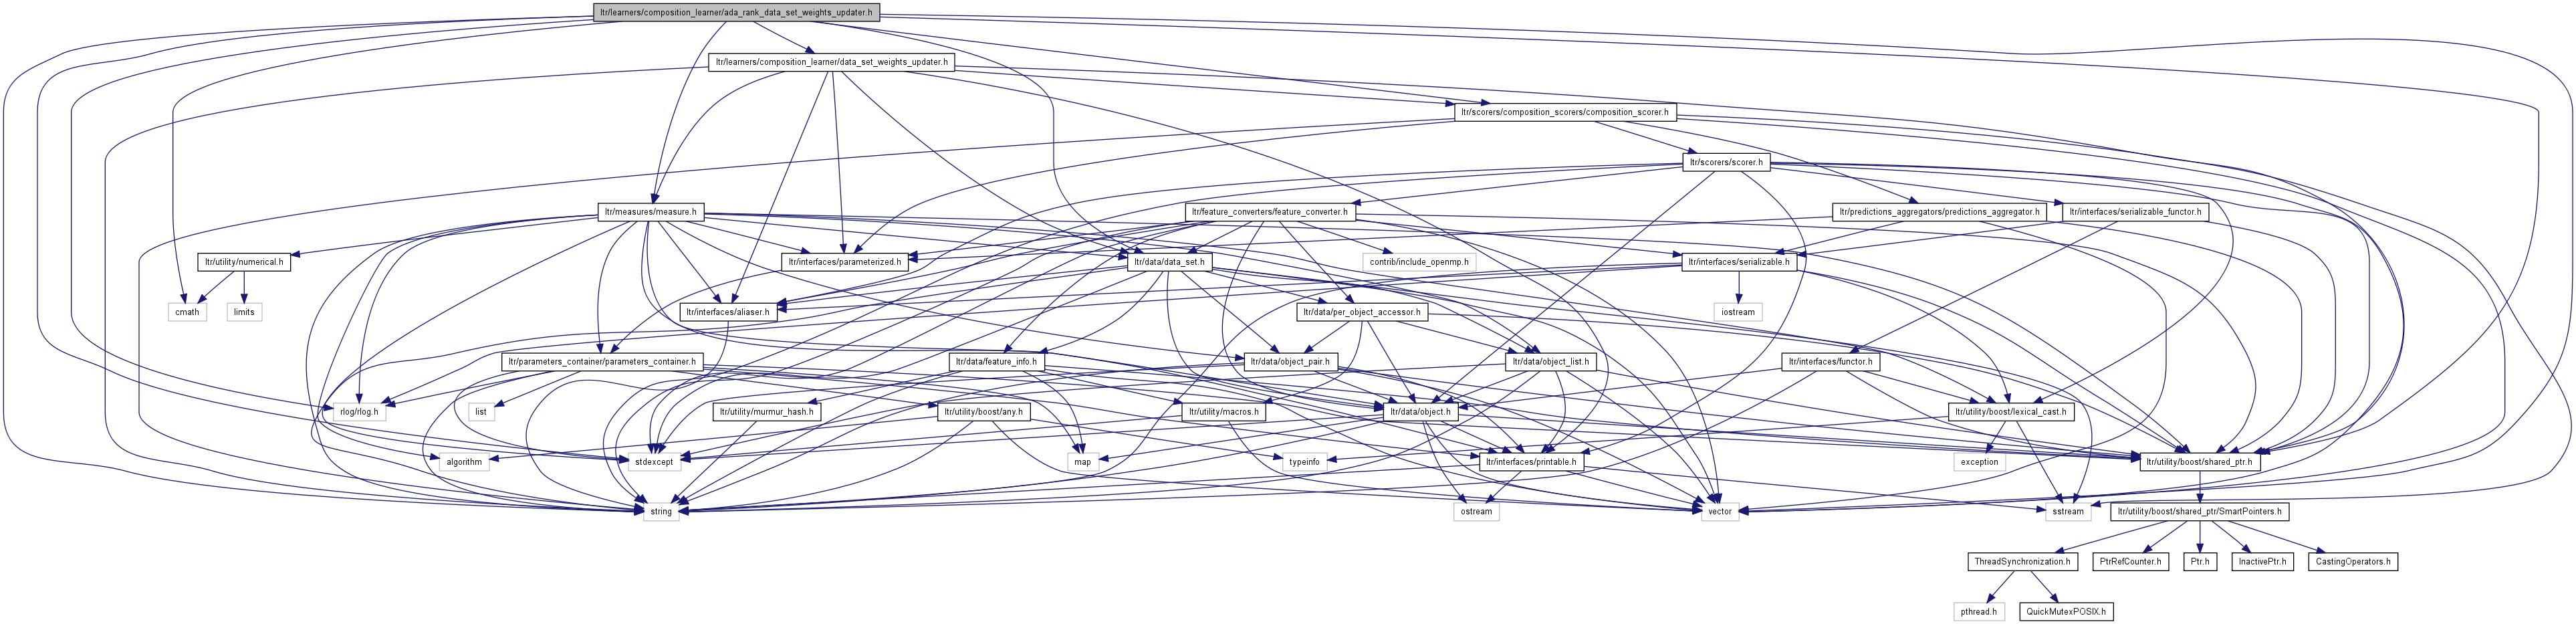 ltr/learners/composition_learner/ada_rank_data_set_weights_updater.h
ltr/learners/composition_learner/data_set_weights_updater.h
ltr/scorers/composition_scorers/composition_scorer.h
ltr/scorers/scorer.h
ltr/measures/measure.h
ltr/feature_converters/feature_converter.h
ltr/predictions_aggregators/predictions_aggregator.h
ltr/interfaces/serializable_functor.h
ltr/utility/numerical.h
ltr/interfaces/parameterized.h
ltr/data/data_set.h
contrib/include_openmp.h
ltr/interfaces/serializable.h
cmath
limits
ltr/interfaces/aliaser.h
ltr/data/per_object_accessor.h
iostream
ltr/parameters_container/parameters_container.h
ltr/data/feature_info.h
ltr/data/object_pair.h
ltr/data/object_list.h
ltr/interfaces/functor.h
rlog/rlog.h
list
ltr/utility/murmur_hash.h
ltr/utility/boost/any.h
ltr/utility/macros.h
ltr/data/object.h
ltr/utility/boost/lexical_cast.h
algorithm
stdexcept
map
typeinfo
ltr/interfaces/printable.h
exception
ltr/utility/boost/shared_ptr.h
string
ostream
vector
sstream
ltr/utility/boost/shared_ptr/SmartPointers.h
ThreadSynchronization.h
PtrRefCounter.h
Ptr.h
InactivePtr.h
CastingOperators.h
pthread.h
QuickMutexPOSIX.h